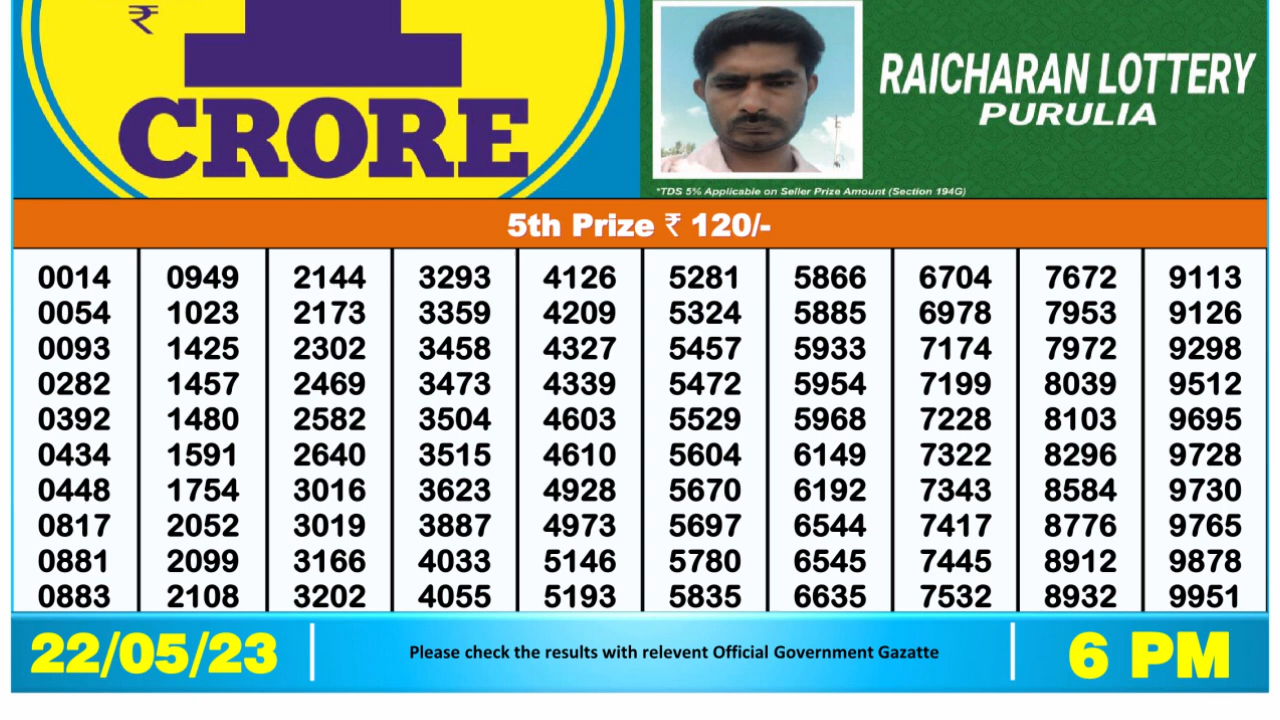 ₹
1
CRORE
RAICHARAN LOTTERY
PURULIA
*TDS 5% Applicable on Seller Prize Amount (Section 194G)
5th Prize ₹ 120/-
0014 0949 2144 3293 4126 5281 5866 6704 7672 9113
0054 1023 2173 3359 4209 5324 5885 6978 7953 9126
0093 1425 2302 3458 4327 5457 5933 7174 7972 9298
0282 1457 2469 3473 4339 5472 5954 7199 8039 9512
0392 1480 2582 3504 4603 5529 5968 7228 8103 9695
0434 1591 2640 3515 4610 5604 6149 7322 8296 9728
0448 1754 3016 3623 4928 5670 6192 7343 8584 9730
0817 2052 3019 3887 4973 5697 6544 7417 8776 9765
0881 2099 3166 4033 5146 5780 6545 7445 8912 9878
0883 2108 3202 4055 5193 5835 6635 7532 8932 9951
22/05/23
Please check the results with relevent Official Government Gazatte
6 PM